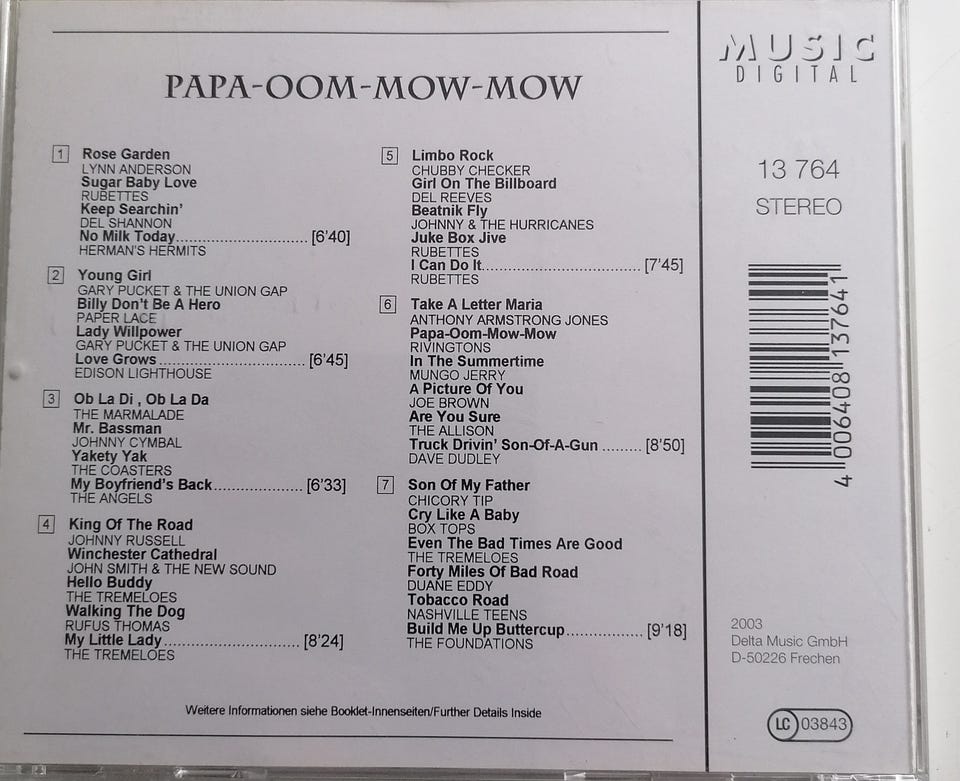 PAPA-OOM-MOW-MOW
1 Rose Garden
LYNN ANDERSON
Sugar Baby Love
RUBETTES
Keep Searchin'
DEL SHANNON
No Milk Today.............................. [6'40]
HERMAN'S HERMITS
2 Young Girl
GARY PUCKET & THE UNION GAP
Billy Don't Be A Hero
PAPER LACE
Lady Willpower
GARY PUCKET & THE UNION GAP
Love Grows.................................. [6'45]
EDISON LIGHTHOUSE
3 Ob La Di , Ob La Da
THE MARMALADE
Mr. Bassman
JOHNNY CYMBAL
Yakety Yak
THE COASTERS
My Boyfriend's Back.................... [6'33]
THE ANGELS
4 King Of The Road
JOHNNY RUSSELL
Winchester Cathedral
JOHN SMITH & THE NEW SOUND
Hello Buddy
THE TREMELOES
Walking The Dog
RUFUS THOMAS
My Little Lady............................... [8'24]
THE TREMELOES
5 Limbo Rock
CHUBBY CHECKER
Girl On The Billboard
DEL REEVES
Beatnik Fly
JOHNNY & THE HURRICANES
Juke Box Jive
RUBETTES
I Can Do It.................................... [7'45]
RUBETTES
6 Take A Letter Maria
ANTHONY ARMSTRONG JONES
Papa-Oom-Mow-Mow
RIVINGTONS
In The Summertime
MUNGO JERRY
A Picture Of You
JOE BROWN
Are You Sure
THE ALLISON
Truck Drivin' Son-Of-A-Gun ......... [8'50]
DAVE DUDLEY
7 Son Of My Father
CHICORY TIP
Cry Like A Baby
BOX TOPS
Even The Bad Times Are Good
THE TREMELOES
Forty Miles Of Bad Road
DUANE EDDY
Tobacco Road
NASHVILLE TEENS
Build Me Up Buttercup................. [9'18]
THE FOUNDATIONS
Weitere Informationen siehe Booklet-Innenseiten/Further Details Inside
MUSIC
DIGITAL
13 764
STEREO
4 006408 137641
2003
Delta Music GmbH
D-50226 Frechen
LC 03843